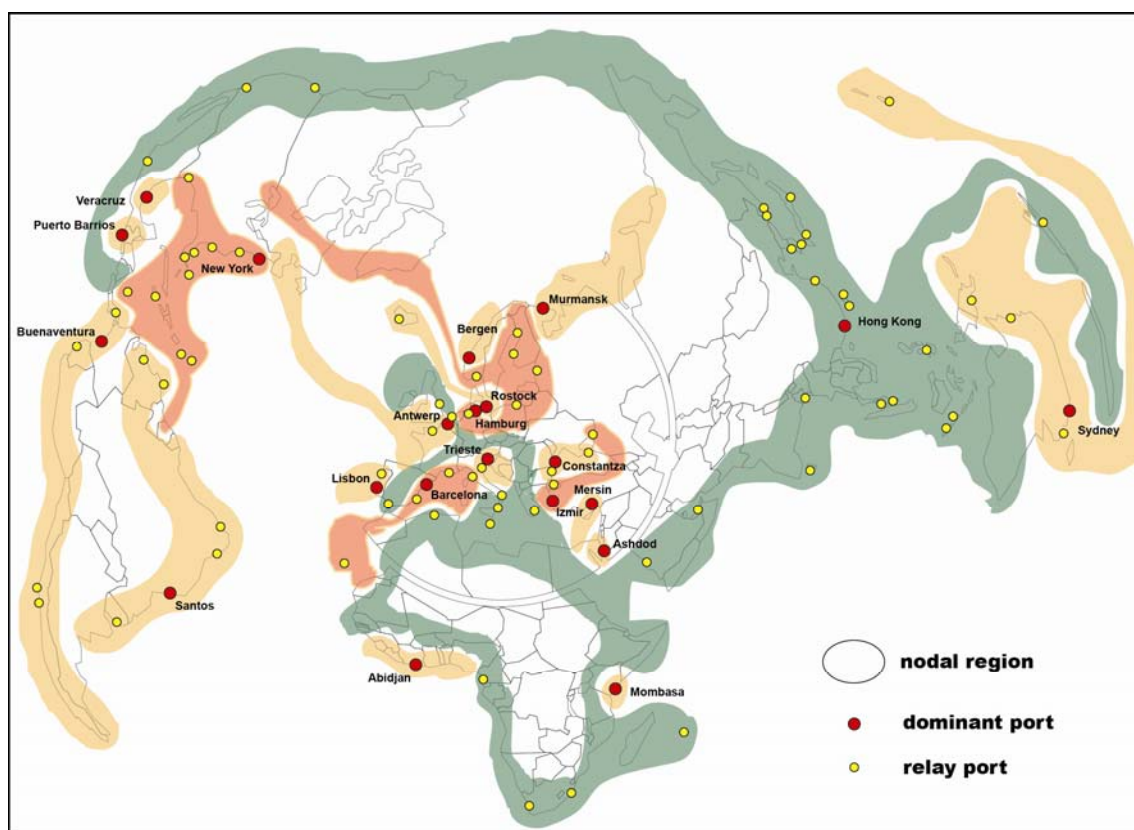 Veracruz
Puerto Barrios
New York
Buenaventura
Murmansk
Bergen
Hong Kong
Rostock
Antwerp
Hamburg
Sydney
Trieste
Constantza
Lisbon
Barcelona
Mersin
Izmir
Ashdod
Santos
Abidjan
Mombasa
nodal region
dominant port
relay port